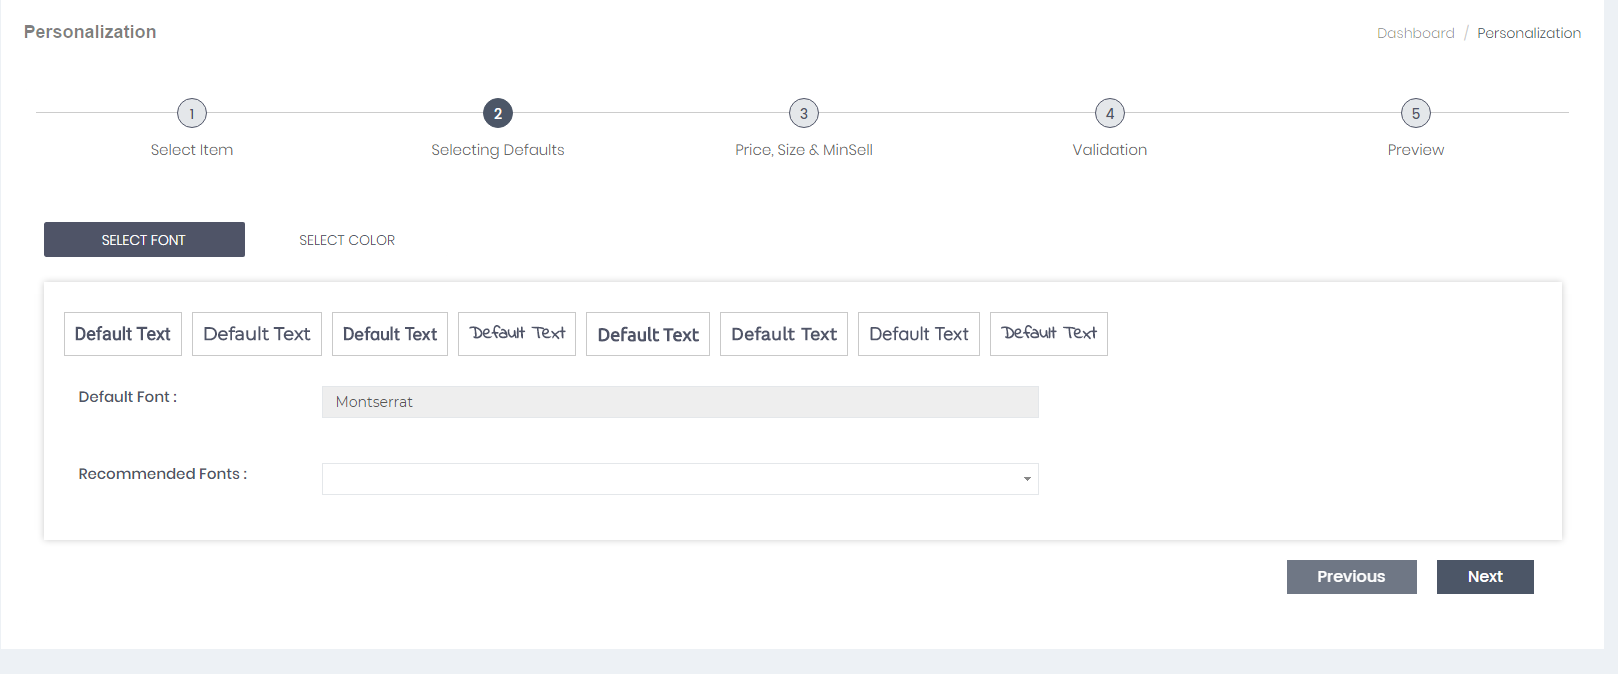 Personalization
Dashboard / Personalization
1 2 3 4 5
Select Item Selecting Defaults Price, Size & MinSell Validation Preview
SELECT FONT SELECT COLOR
Default Text Default Text Default Text Default Text Default Text Default Text Default Text Default Text
Default Font : Montserrat
Recommended Fonts :
Previous Next